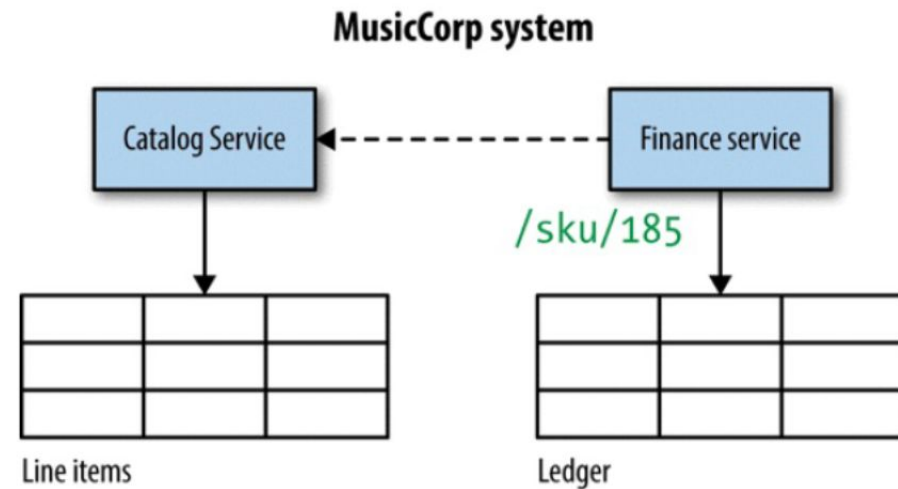 MusicCorp system
Catalog Service
Finance service
/sku/185
Line items
Ledger